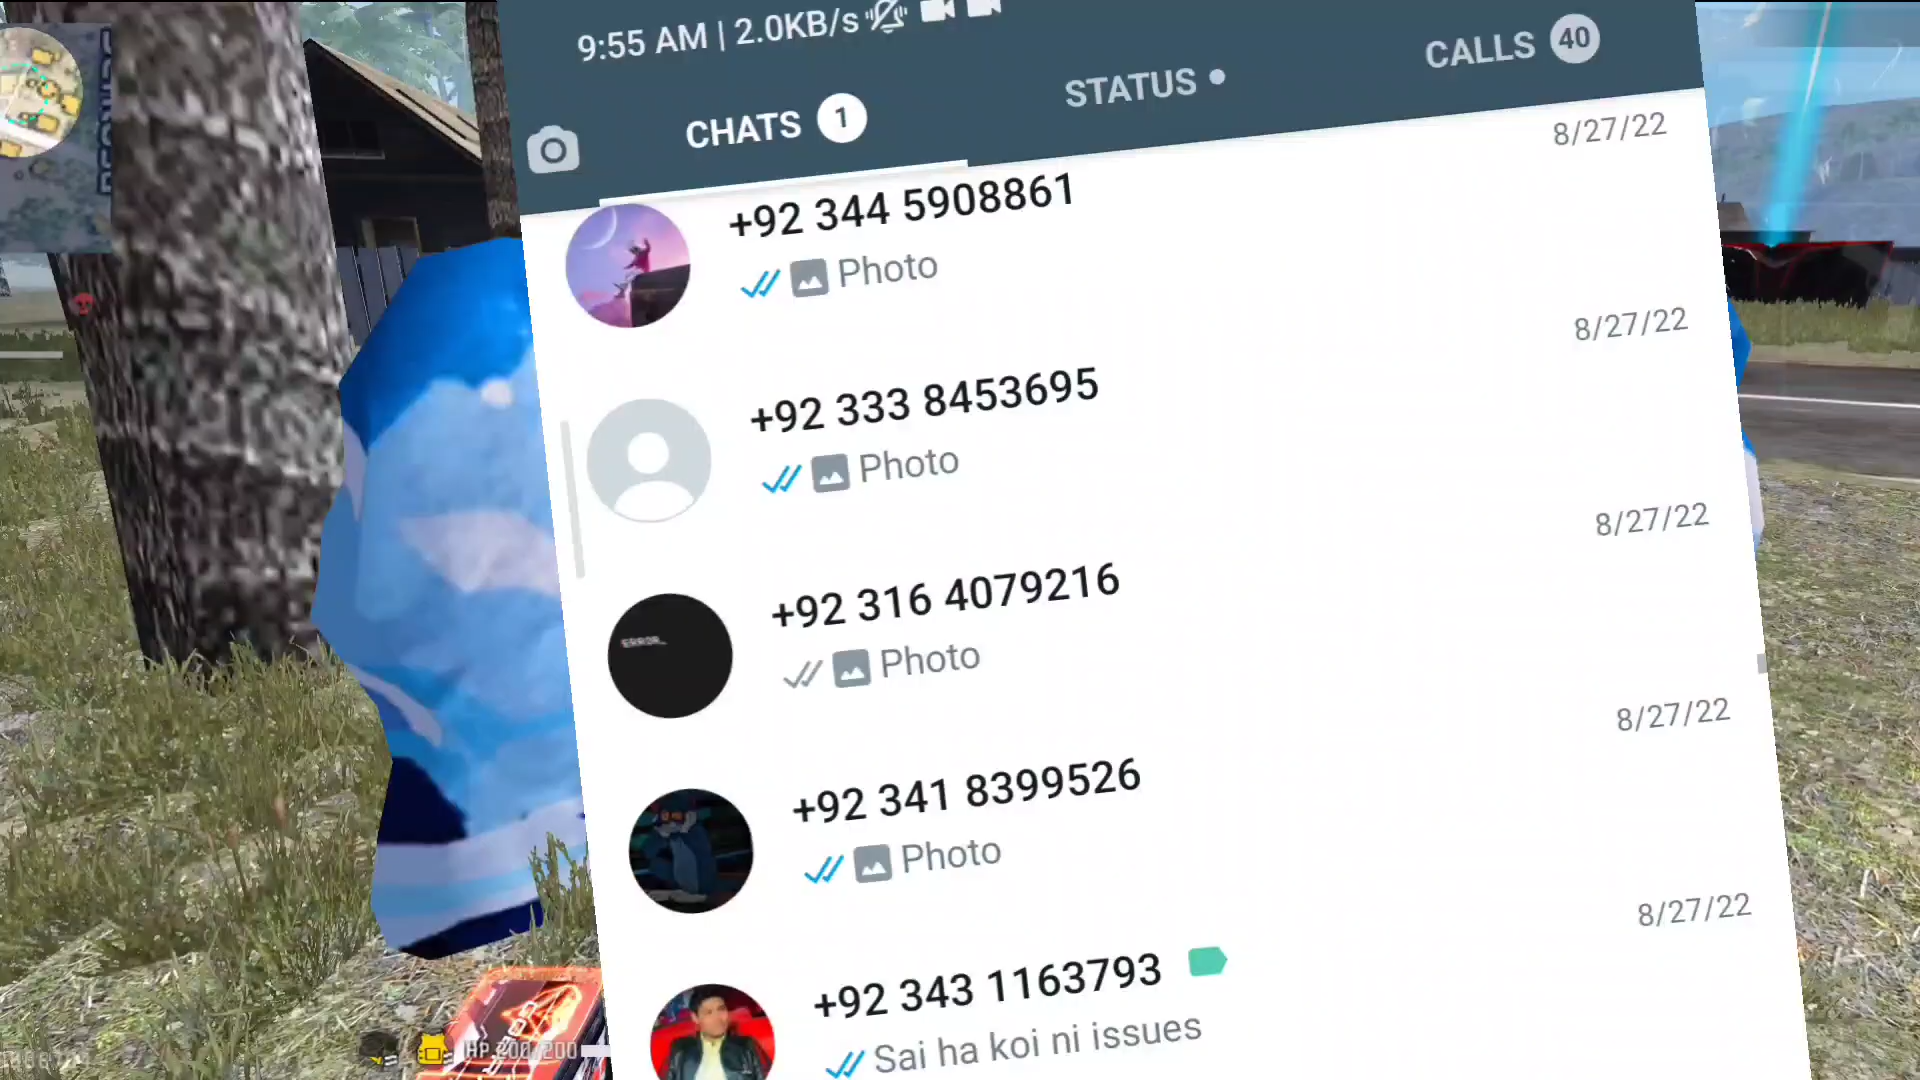 9:55 AM | 2.0KB/s
CHATS 1
STATUS
CALLS 40
8/27/22
+92 344 5908861
Photo
8/27/22
+92 333 8453695
Photo
8/27/22
ERROR_
+92 316 4079216
Photo
8/27/22
+92 341 8399526
Photo
8/27/22
+92 343 1163793
Sai ha koi ni issues
HP 200/200